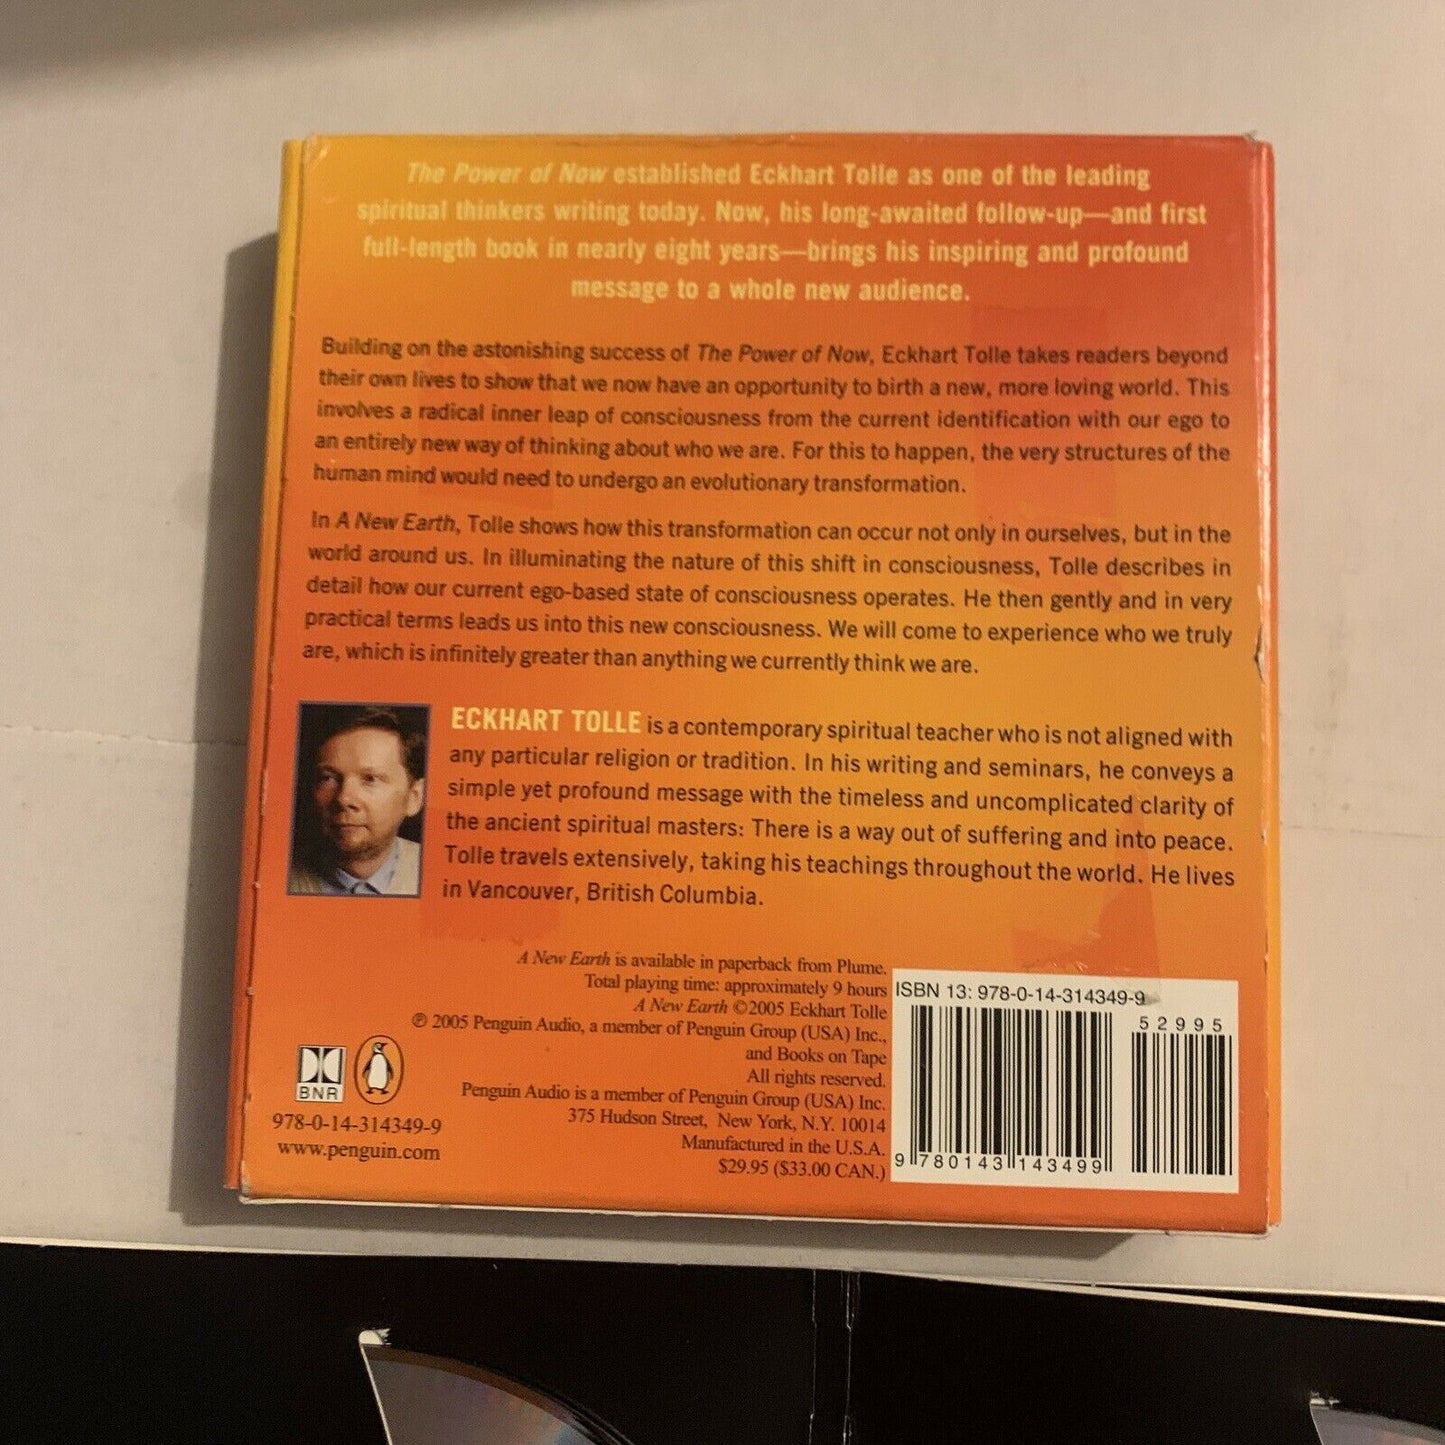 The Power of Now established Eckhart Tolle as one of the leading
spiritual thinkers writing today. Now, his long-awaited follow-up—and first
full-length book in nearly eight years—brings his inspiring and profound
message to a whole new audience.
Building on the astonishing success of The Power of Now, Eckhart Tolle takes readers beyond
their own lives to show that we now have an opportunity to birth a new, more loving world. This
involves a radical inner leap of consciousness from the current identification with our ego to
an entirely new way of thinking about who we are. For this to happen, the very structures of the
human mind would need to undergo an evolutionary transformation.
In A New Earth, Tolle shows how this transformation can occur not only in ourselves, but in the
world around us. In illuminating the nature of this shift in consciousness, Tolle describes in
detail how our current ego-based state of consciousness operates. He then gently and in very
practical terms leads us into this new consciousness. We will come to experience who we truly
are, which is infinitely greater than anything we currently think we are.
ECKHART TOLLE is a contemporary spiritual teacher who is not aligned with
any particular religion or tradition. In his writing and seminars, he conveys a
simple yet profound message with the timeless and uncomplicated clarity of
the ancient spiritual masters: There is a way out of suffering and into peace.
Tolle travels extensively, taking his teachings throughout the world. He lives
in Vancouver, British Columbia.
A New Earth is available in paperback from Plume.
Total playing time: approximately 9 hours
A New Earth ©2005 Eckhart Tolle
℗ 2005 Penguin Audio, a member of Penguin Group (USA) Inc.,
and Books on Tape
All rights reserved.
Penguin Audio is a member of Penguin Group (USA) Inc.
375 Hudson Street, New York, N.Y. 10014
Manufactured in the U.S.A.
$29.95 ($33.00 CAN.)
BNR
978-0-14-314349-9
www.penguin.com
ISBN 13: 978-0-14-314349-9
52995
9 780143 143499